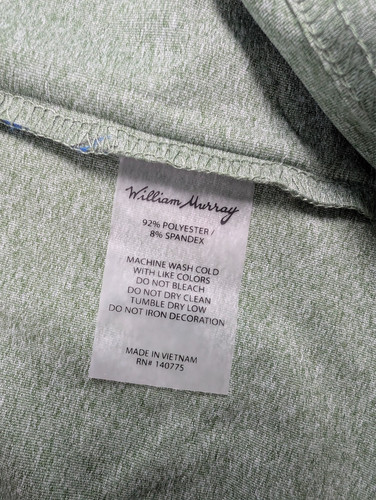 William Murray
92% POLYESTER/
8% SPANDEX
MACHINE WASH COLD
WITH LIKE COLORS
DO NOT BLEACH
DO NOT DRY CLEAN
TUMBLE DRY LOW
DO NOT IRON DECORATION
MADE IN VIETNAM
RN# 140775